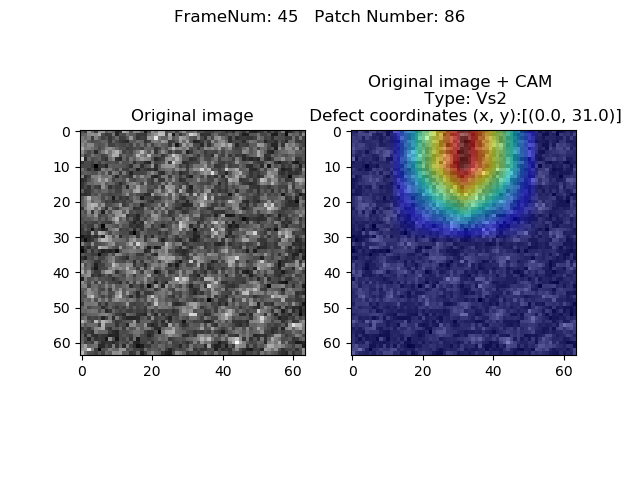 FrameNum: 45   Patch Number: 86
Original image
Original image + CAM
Type: Vs2
Defect coordinates (x, y):[(0.0, 31.0)]
0
10
20
30
40
50
60
0 20 40 60
0
10
20
30
40
50
60
0 20 40 60